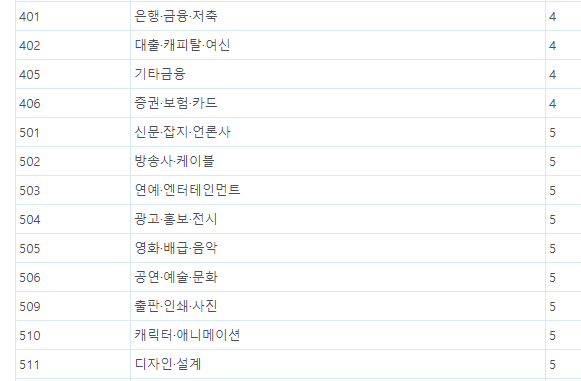 401 은행·금융·저축 4
402 대출·캐피탈·여신 4
405 기타금융 4
406 증권·보험·카드 4
501 신문·잡지·언론사 5
502 방송사·케이블 5
503 연예·엔터테인먼트 5
504 광고·홍보·전시 5
505 영화·배급·음악 5
506 공연·예술·문화 5
509 출판·인쇄·사진 5
510 캐릭터·애니메이션 5
511 디자인·설계 5